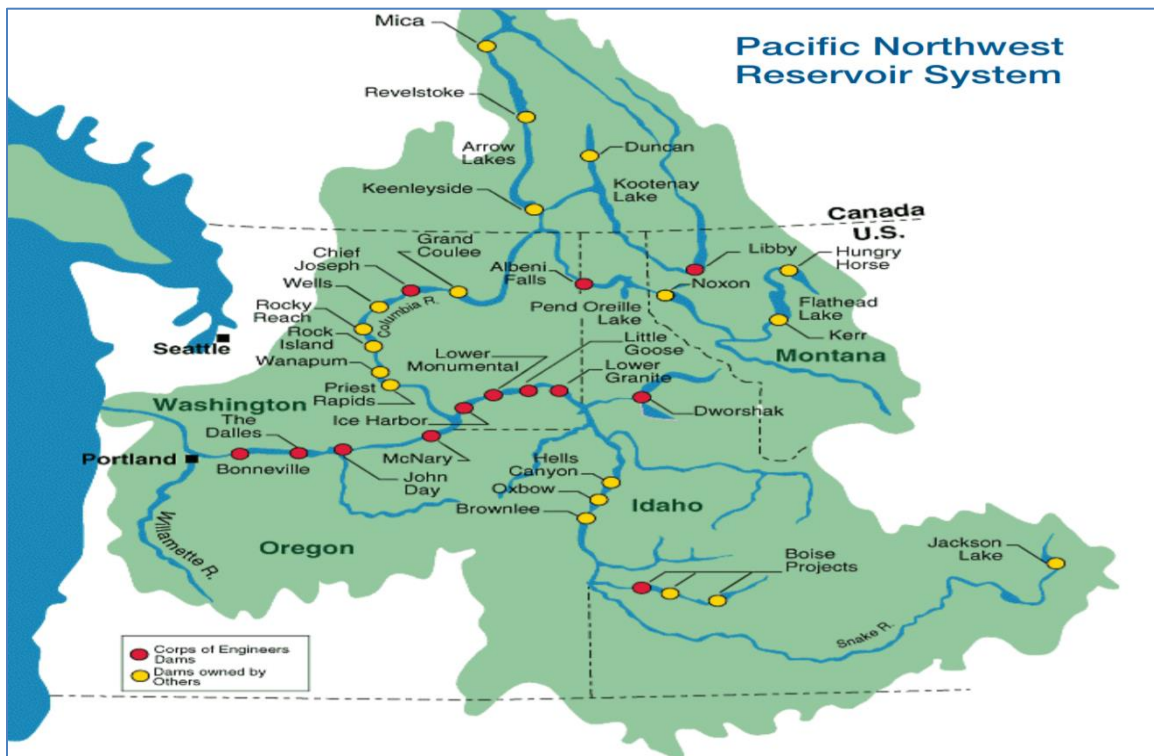 Pacific Northwest
Reservoir System
Mica
Revelstoke
Arrow
Lakes
Duncan
Kootenay
Lake
Keenleyside
Canada
U.S.
Chief
Joseph
Grand
Coulee
Albeni
Falls
Libby
Hungry
Horse
Wells
Noxon
Columbia R.
Pend Oreille
Lake
Flathead
Lake
Rocky
Reach
Rock
Island
Seattle
Kerr
Montana
Wanapum
Lower
Monumental
Little
Goose
Lower
Granite
Priest
Rapids
Washington
Ice Harbor
Dworshak
The
Dalles
Portland
Bonneville
McNary
John
Day
Hells
Canyon
Oxbow
Brownlee
Idaho
Willamette R.
Oregon
Boise
Projects
Jackson
Lake
Snake R.
Corps of Engineers
Dams
Dams owned by
Others